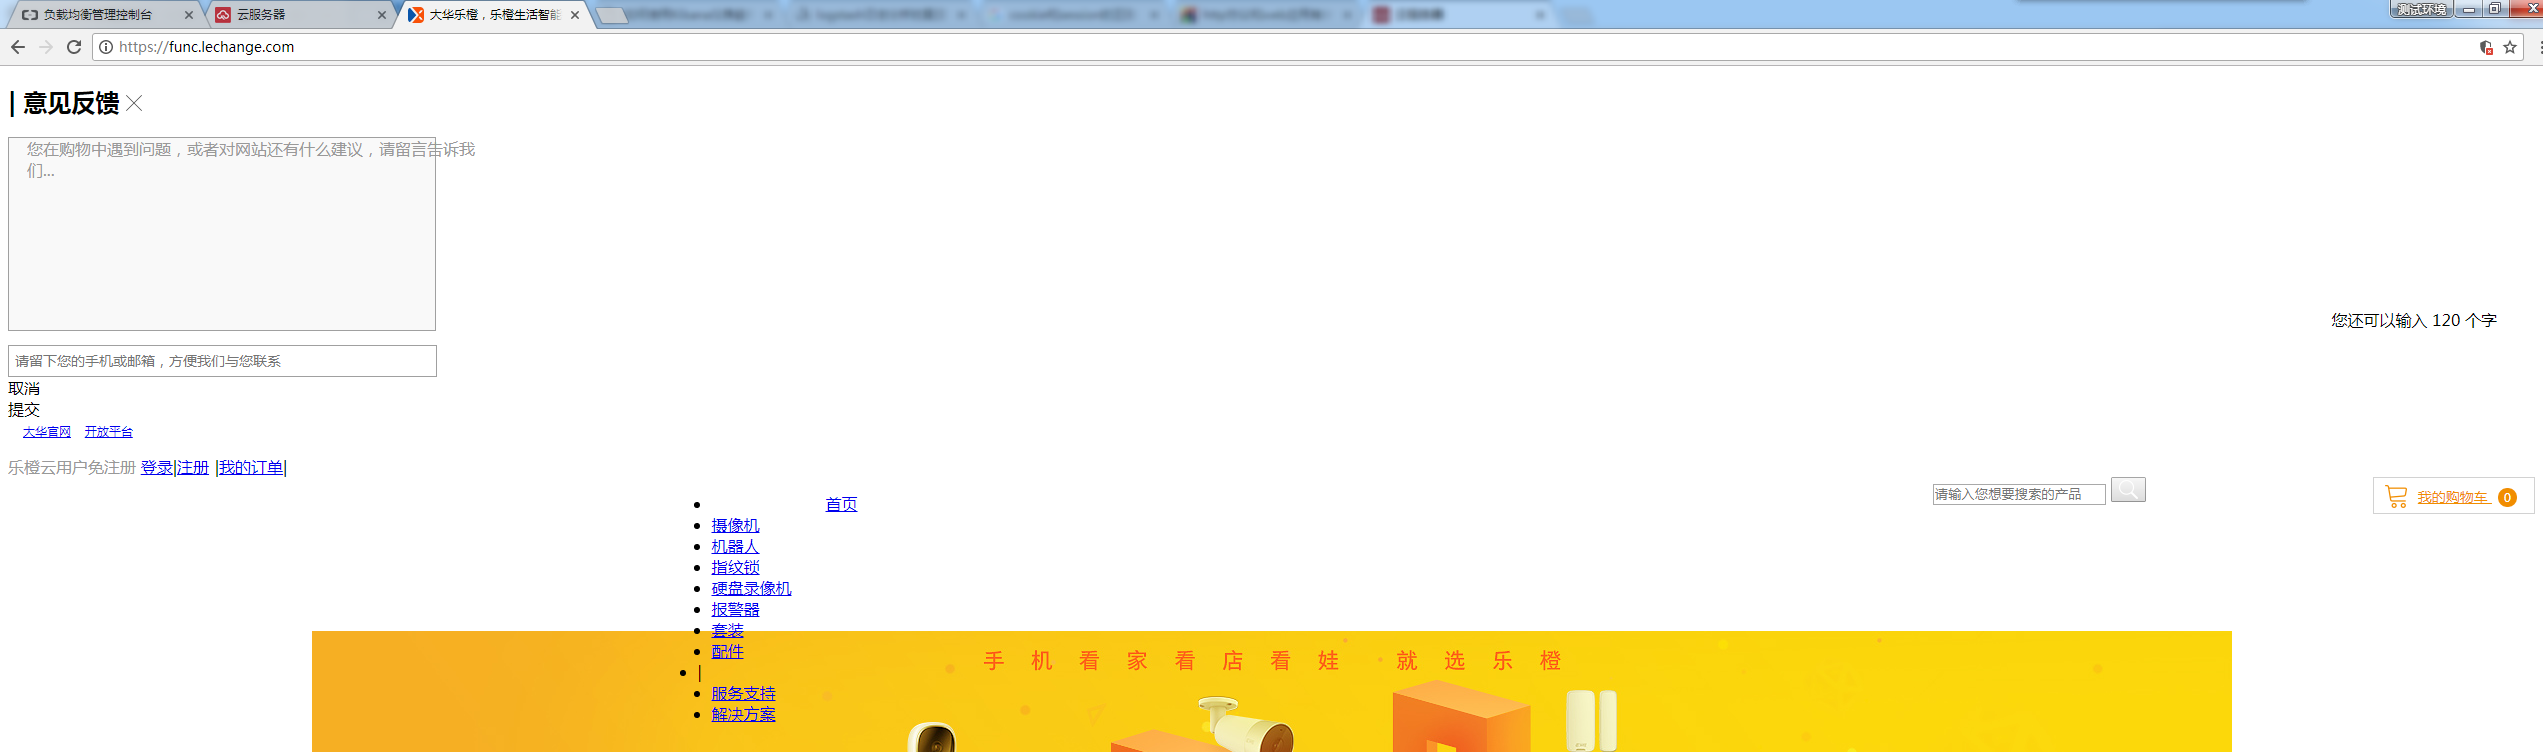 负载均衡管理控制台
云服务器
大华乐橙，乐橙生活智能
测试环境
https://func.lechange.com
| 意见反馈
您在购物中遇到问题，或者对网站还有什么建议，请留言告诉我
们...
您还可以输入 120 个字
请留下您的手机或邮箱，方便我们与您联系
取消
提交
大华官网 开放平台
乐橙云用户免注册 登录|注册 |我的订单|
请输入您想要搜索的产品
我的购物车 0
首页
摄像机
机器人
指纹锁
硬盘录像机
报警器
套装
配件
|
服务支持
解决方案
手机看家看店看娃 就选乐橙